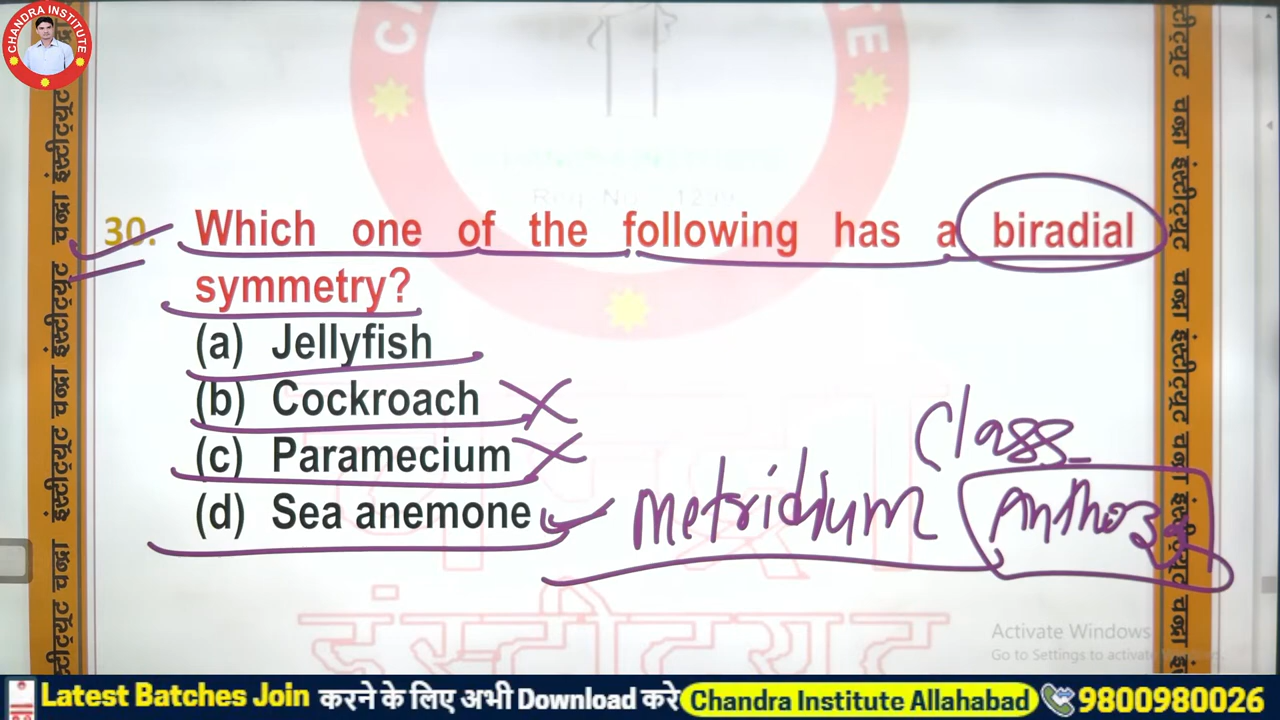 CHANDRA INSTITUTE
30. Which one of the following has a biradial
symmetry?
(a) Jellyfish
(b) Cockroach
(c) Paramecium
(d) Sea anemone
Class
Metridium
Anthoza
चन्द्रा
इंस्टीट्यूट
चन्द्रा इंस्टीट्यूट चन्द्रा इंस्टीट्यूट चन्द्रा इंस्टीट्यूट
Activate Windows
Go to Settings to activate Windows.
Latest Batches Join करने के लिए अभी Download करे Chandra Institute Allahabad 9800980026